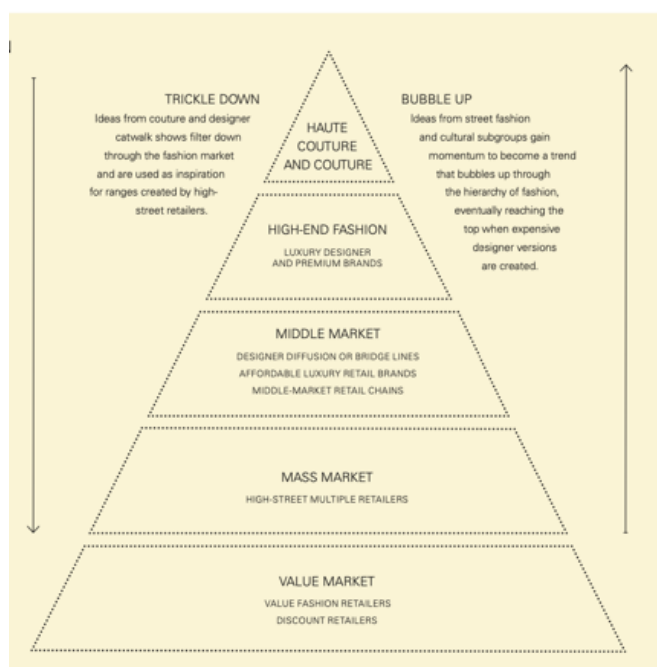 TRICKLE DOWN
Ideas from couture and designer
catwalk shows filter down
through the fashion market
and are used as inspiration
for ranges created by high-
street retailers.
BUBBLE UP
Ideas from street fashion
and cultural subgroups gain
momentum to become a trend
that bubbles up through
the hierarchy of fashion,
eventually reaching the
top when expensive
designer versions
are created.
HAUTE
COUTURE
AND COUTURE
HIGH-END FASHION
LUXURY DESIGNER
AND PREMIUM BRANDS
MIDDLE MARKET
DESIGNER DIFFUSION OR BRIDGE LINES
AFFORDABLE LUXURY RETAIL BRANDS
MIDDLE-MARKET RETAIL CHAINS
MASS MARKET
HIGH-STREET MULTIPLE RETAILERS
VALUE MARKET
VALUE FASHION RETAILERS
DISCOUNT RETAILERS